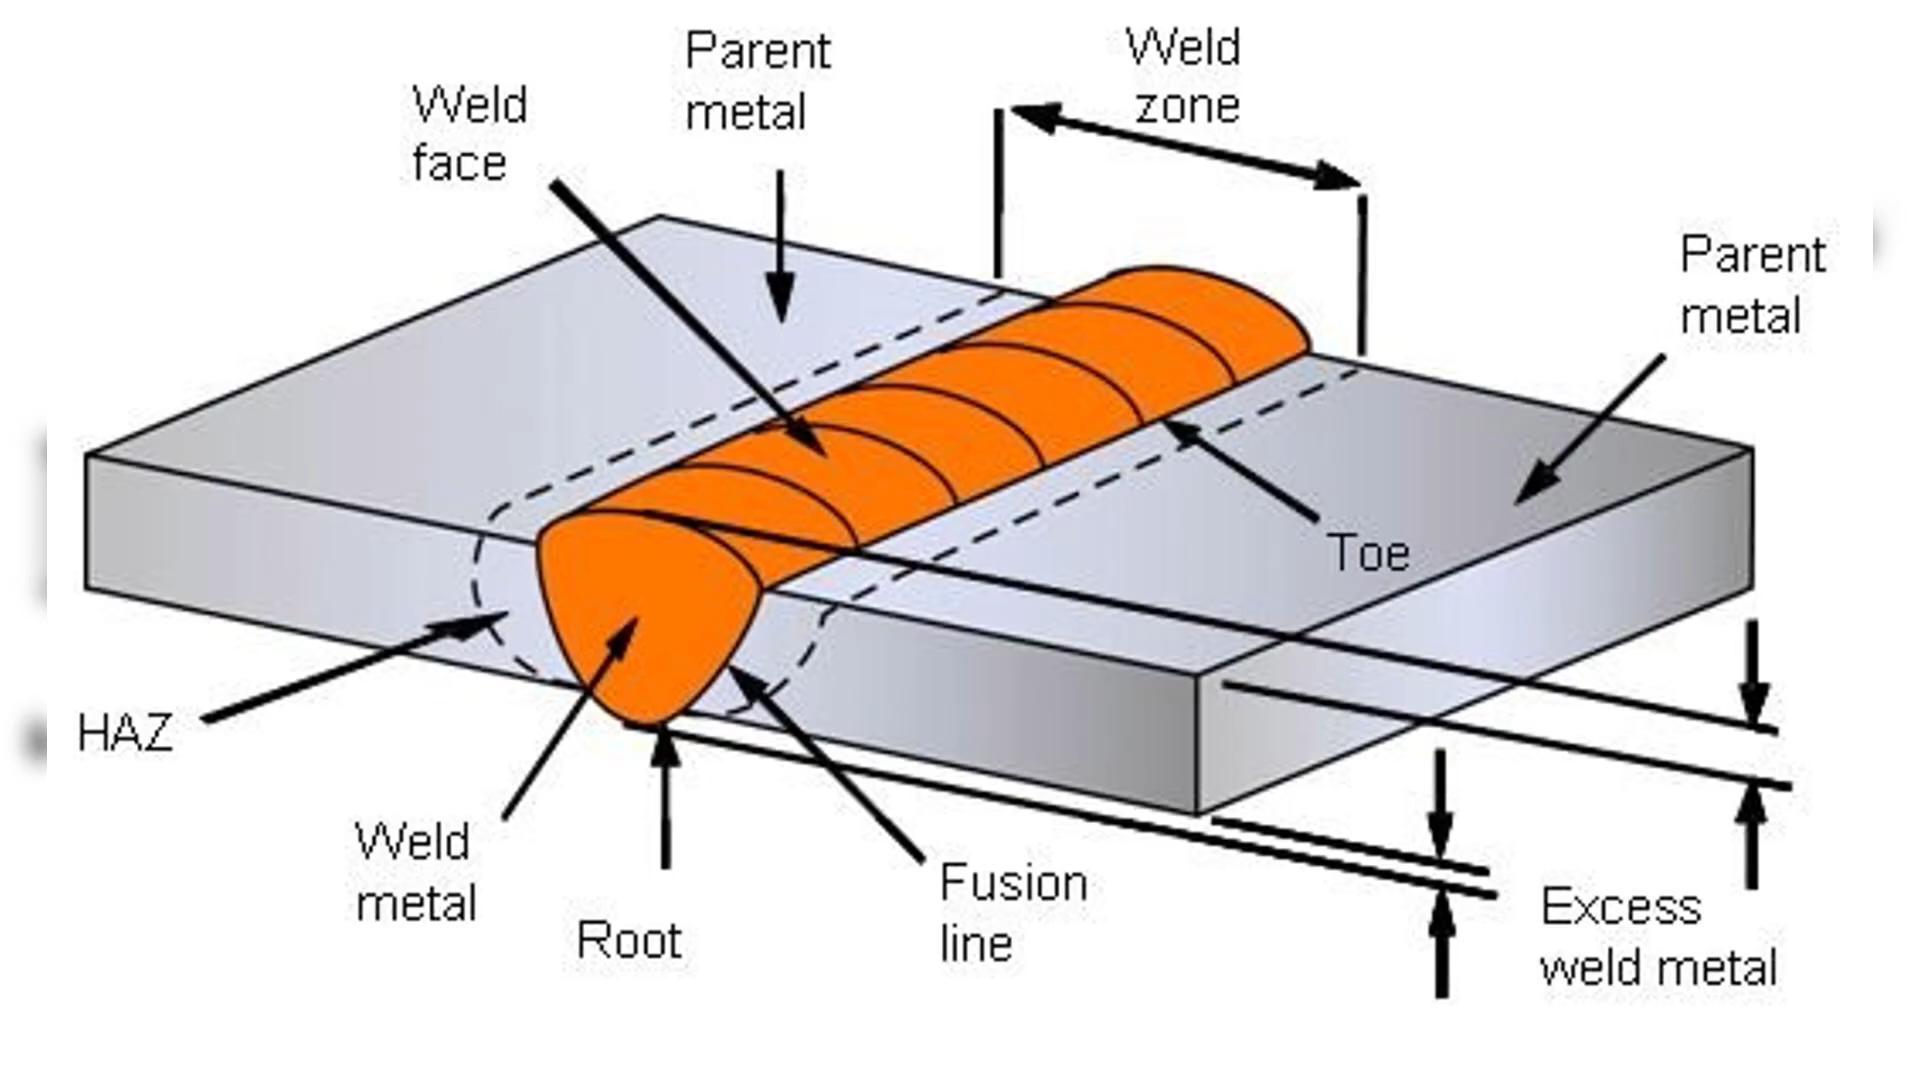 Parent
metal
Weld
zone
Weld
face
Parent
metal
Toe
HAZ
Weld
metal
Root
Fusion
line
Excess
weld metal